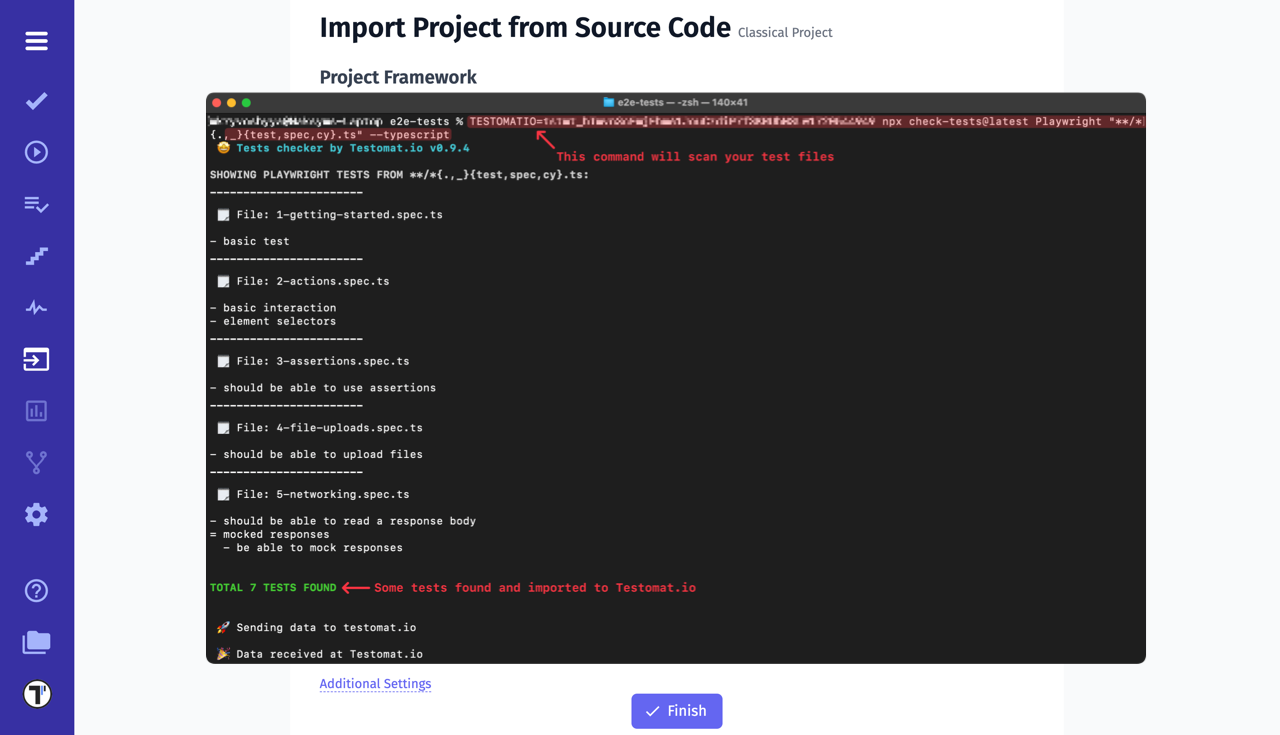 Import Project from Source Code Classical Project
Project Framework
e2e-tests — -zsh — 140×41
e2e-tests % TESTOMATIO= npx check-tests@latest Playwright "**/*
{.,_}{test,spec,cy}.ts" --typescript
🤩 Tests checker by Testomat.io v0.9.4
This command will scan your test files
SHOWING PLAYWRIGHT TESTS FROM **/*{.,_}{test,spec,cy}.ts:
-----------------------
🗒 File: 1-getting-started.spec.ts
- basic test
-----------------------
🗒 File: 2-actions.spec.ts
- basic interaction
- element selectors
-----------------------
🗒 File: 3-assertions.spec.ts
- should be able to use assertions
-----------------------
🗒 File: 4-file-uploads.spec.ts
- should be able to upload files
-----------------------
🗒 File: 5-networking.spec.ts
- should be able to read a response body
= mocked responses
- be able to mock responses
TOTAL 7 TESTS FOUND
Some tests found and imported to Testomat.io
🚀 Sending data to testomat.io
🎉 Data received at Testomat.io
Additional Settings
Finish